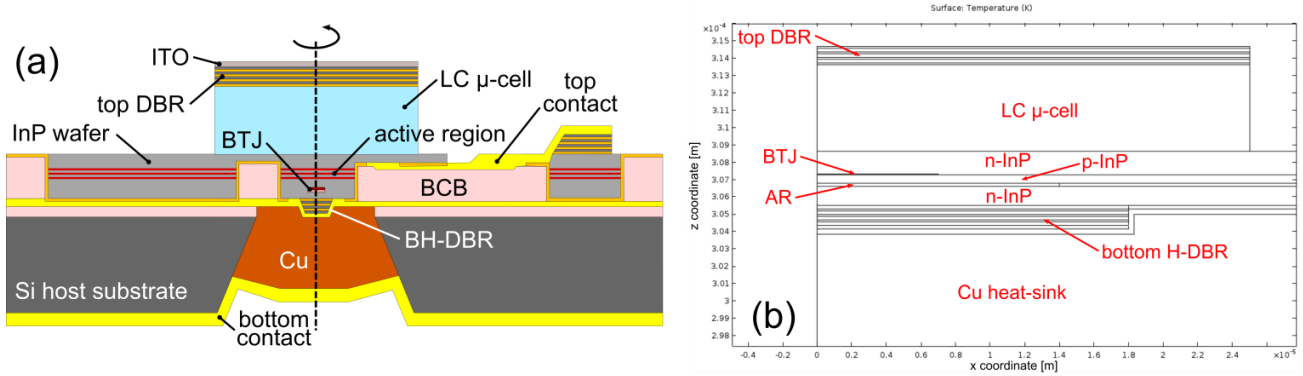 (a)
ITO
top DBR
InP wafer
BTJ
LC μ-cell
top
contact
active region
BCB
BH-DBR
Cu
Si host substrate
bottom
contact
Surface: Temperature (K)
×10⁻⁴
3.15
3.14
3.13
3.12
3.11
3.1
3.09
3.08
3.07
3.06
3.05
3.04
3.03
3.02
3.01
3
2.99
2.98
z coordinate [m]
top DBR
LC μ-cell
BTJ
n-InP
p-InP
AR
n-InP
bottom H-DBR
Cu heat-sink
(b)
-0.4 -0.2 0 0.2 0.4 0.6 0.8 1 1.2 1.4 1.6 1.8 2 2.2 2.4 2.6 ×10⁻⁵
x coordinate [m]